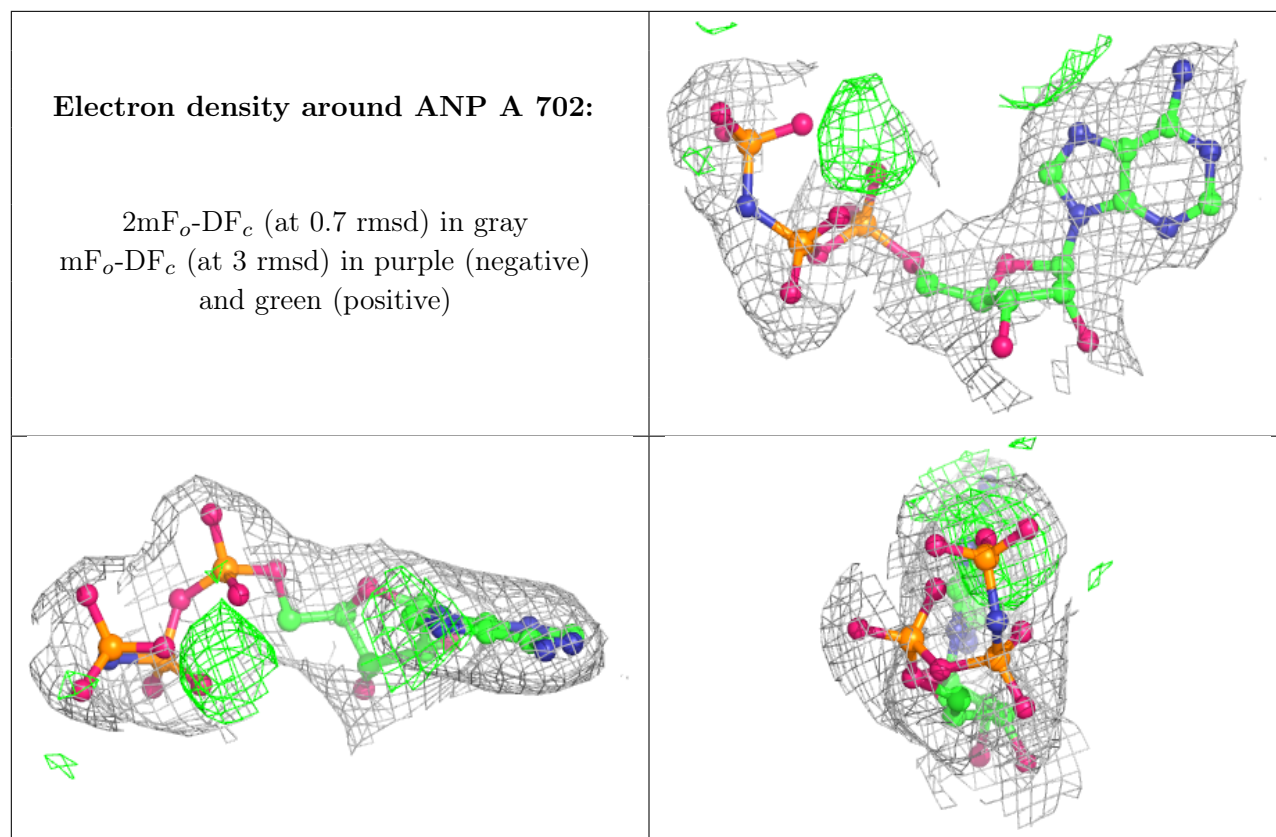 Electron density around ANP A 702:
2mFo-DFc (at 0.7 rmsd) in gray
mFo-DFc (at 3 rmsd) in purple (negative)
and green (positive)